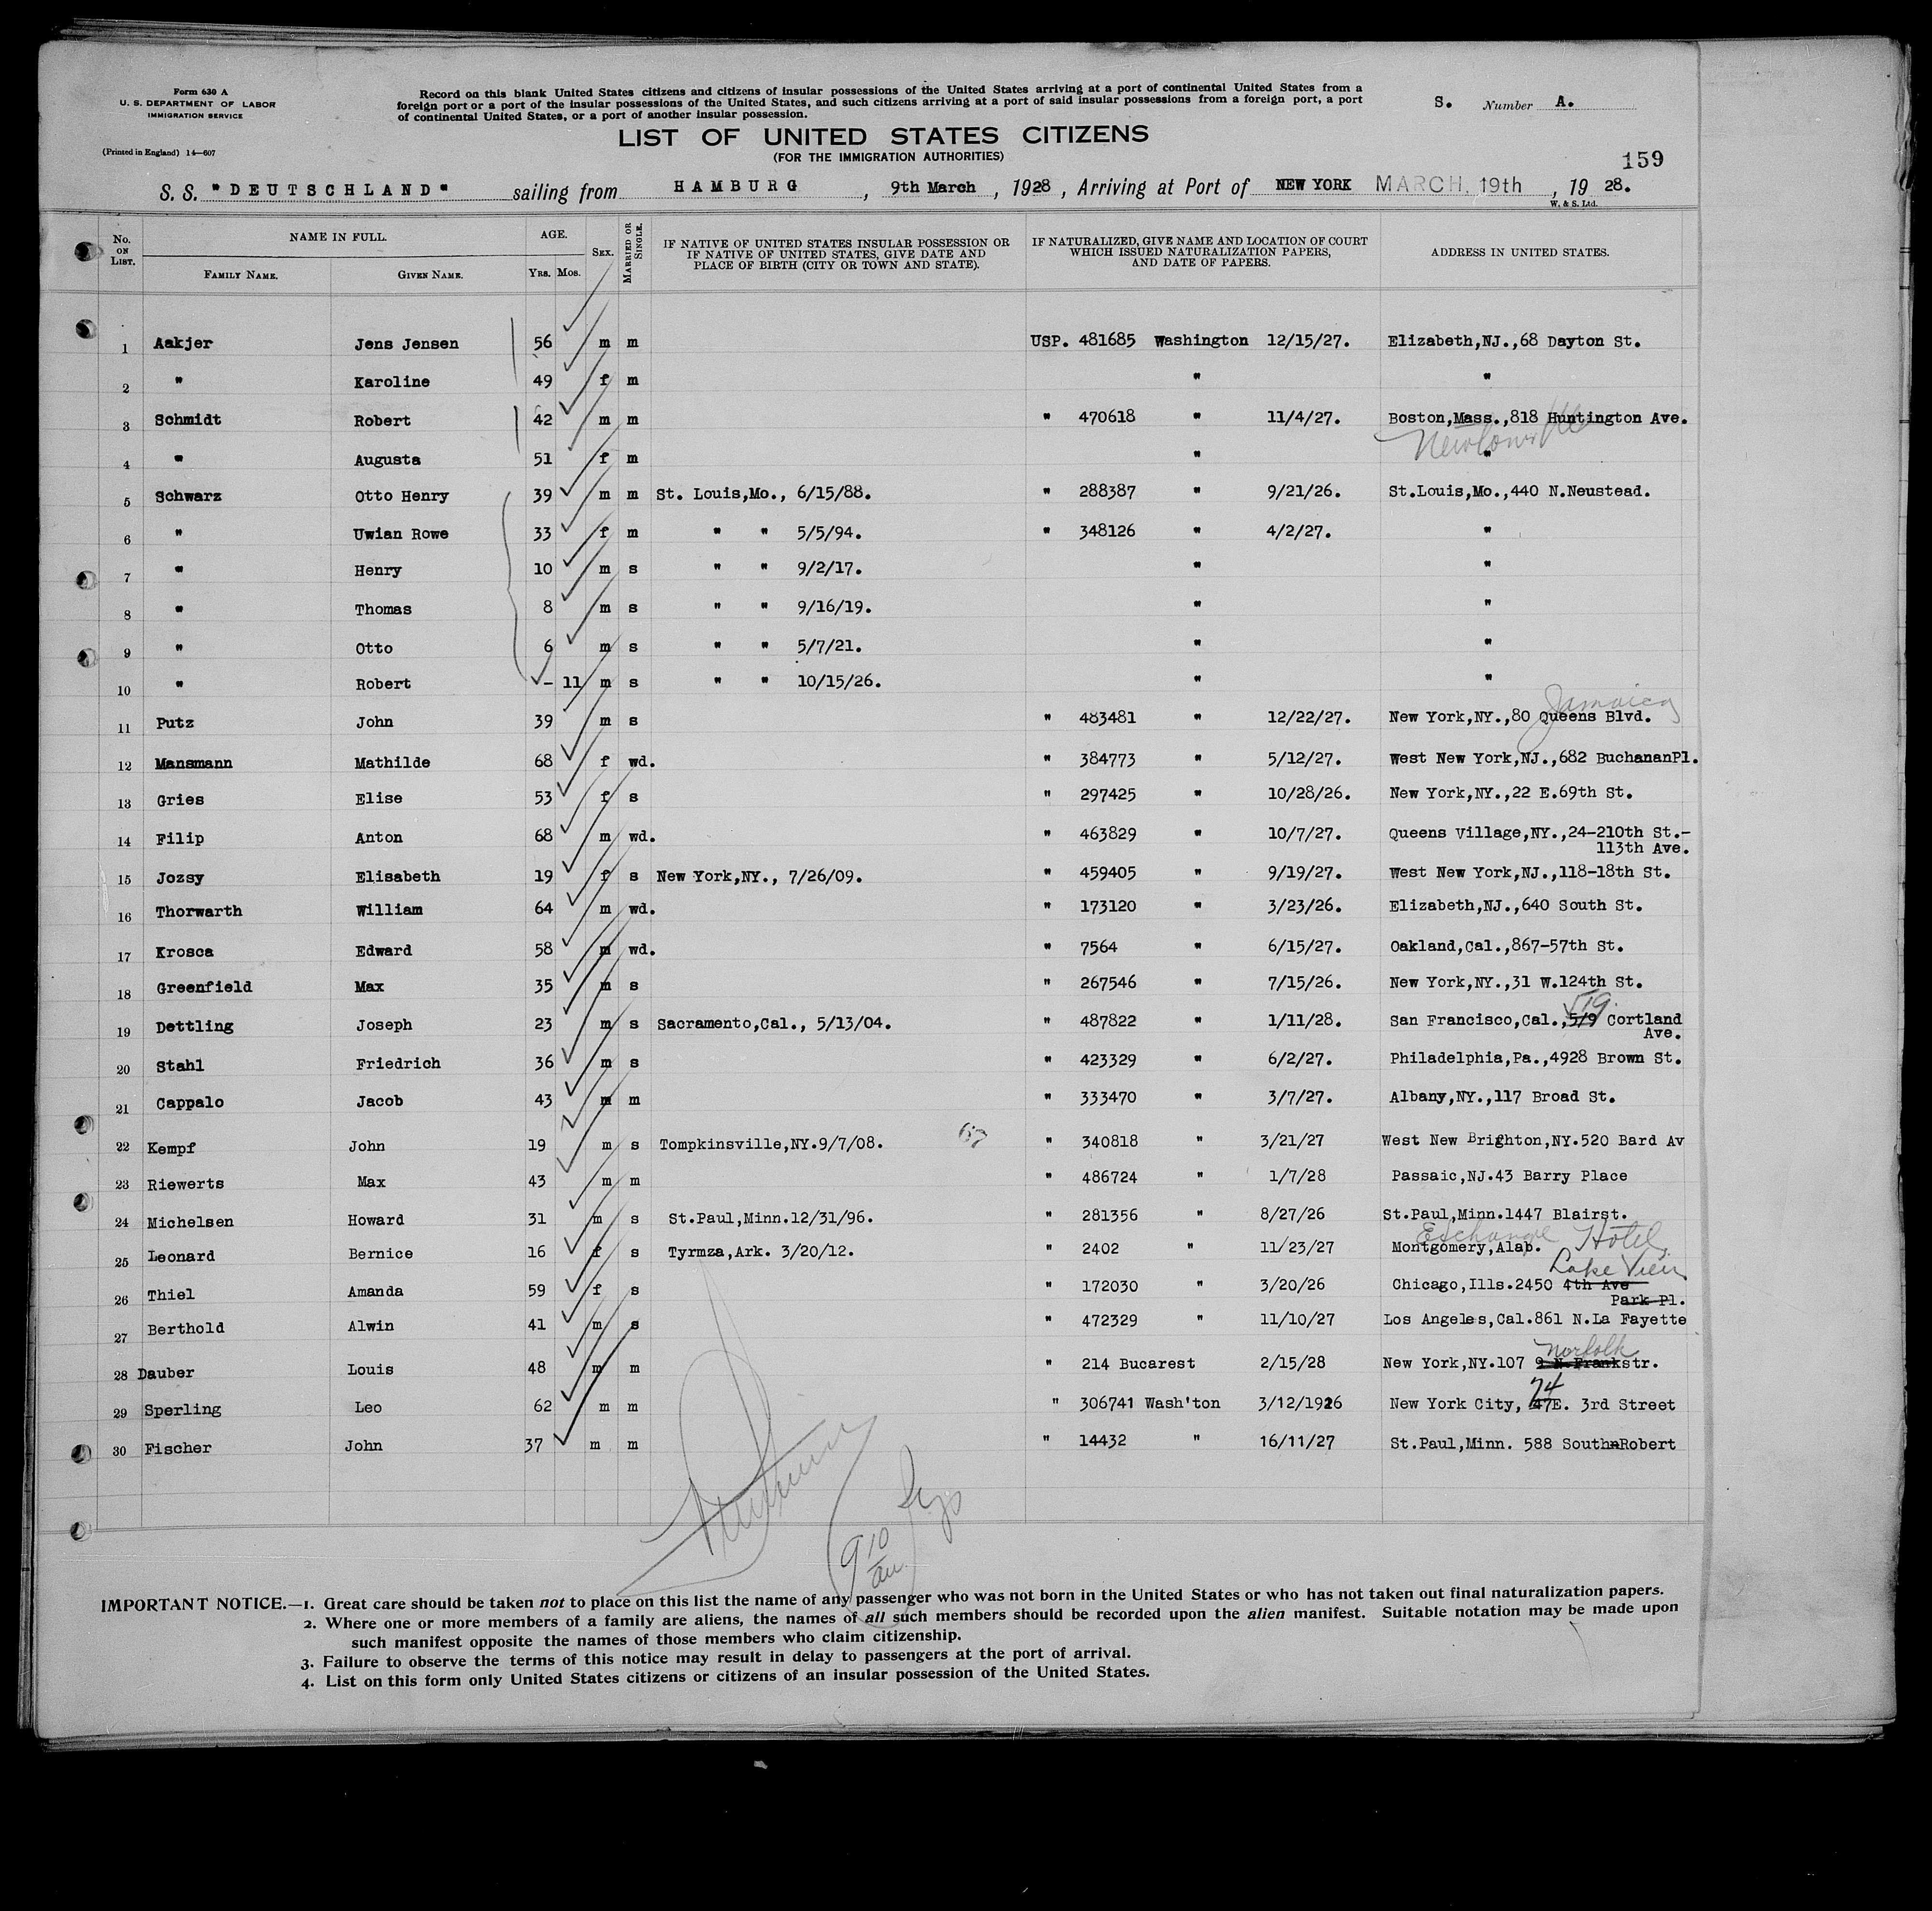 Form 630 A
U. S. DEPARTMENT OF LABOR
IMMIGRATION SERVICE
(Printed in England) 14—607
Record on this blank United States citizens and citizens of insular possessions of the United States arriving at a port of continental United States from a
foreign port or a port of the insular possessions of the United States, and such citizens arriving at a port of said insular possessions from a foreign port, a port
of continental United States, or a port of another insular possession.
S. Number A.
LIST OF UNITED STATES CITIZENS
(FOR THE IMMIGRATION AUTHORITIES)
159
S. S. "DEUTSCHLAND" sailing from HAMBURG, 9th March, 1928, Arriving at Port of NEW YORK MARCH. 19th, 1928.
W. & S. Ltd.
No. ON LIST. NAME IN FULL. FAMILY NAME. GIVEN NAME. AGE. YRS. MOS. SEX. MARRIED OR SINGLE. IF NATIVE OF UNITED STATES INSULAR POSSESSION OR IF NATIVE OF UNITED STATES, GIVE DATE AND PLACE OF BIRTH (CITY OR TOWN AND STATE). IF NATURALIZED, GIVE NAME AND LOCATION OF COURT WHICH ISSUED NATURALIZATION PAPERS, AND DATE OF PAPERS. ADDRESS IN UNITED STATES.
1 Aakjer Jens Jensen 56 m m USP. 481685 Washington 12/15/27. Elizabeth,NJ.,68 Dayton St.
2 " Karoline 49 f m " "
3 Schmidt Robert 42 m m " 470618 " 11/4/27. Boston,Mass.,818 Huntington Ave.
4 " Augusta 51 f m " "
5 Schwarz Otto Henry 39 m m St. Louis,Mo., 6/15/88. " 288387 " 9/21/26. St.Louis,Mo.,440 N.Neustead.
6 " Uwian Rowe 33 f m " " 5/5/94. " 348126 " 4/2/27. "
7 " Henry 10 m s " " 9/2/17. " "
8 " Thomas 8 m s " " 9/16/19. " "
9 " Otto 6 m s " " 5/7/21. " "
10 " Robert - 11 m s " " 10/15/26. " "
Jamaica
11 Putz John 39 m s " 483481 " 12/22/27. New York,NY.,80 Queens Blvd.
12 Mansmann Mathilde 68 f wd. " 384773 " 5/12/27. West New York,NJ.,682 BuchananPl.
13 Gries Elise 53 f s " 297425 " 10/28/26. New York,NY.,22 E.69th St.
14 Filip Anton 68 m wd. " 463829 " 10/7/27. Queens Village,NY.,24-210th St.-
113th Ave.
15 Jozsy Elisabeth 19 f s New York,NY., 7/26/09. " 459405 " 9/19/27. West New York,NJ.,118-18th St.
16 Thorwarth William 64 m wd. " 173120 " 3/23/26. Elizabeth,NJ.,640 South St.
17 Krosca Edward 58 m wd. " 7564 " 6/15/27. Oakland,Cal.,867-57th St.
18 Greenfield Max 35 m s " 267546 " 7/15/26. New York,NY.,31 W.124th St.
519.
19 Dettling Joseph 23 m s Sacramento,Cal., 5/13/04. " 487822 " 1/11/28. San Francisco,Cal.,519 Cortland
Ave.
20 Stahl Friedrich 36 m s " 423329 " 6/2/27. Philadelphia,Pa.,4928 Brown St.
21 Cappalo Jacob 43 m m " 333470 " 3/7/27. Albany,NY.,117 Broad St.
22 Kempf John 19 m s Tompkinsville,NY.9/7/08. 67 " 340818 " 3/21/27 West New Brighton,NY.520 Bard Av
23 Riewerts Max 43 m m " 486724 " 1/7/28 Passaic,NJ.43 Barry Place
24 Michelsen Howard 31 m s St.Paul,Minn.12/31/96. " 281356 " 8/27/26 St.Paul,Minn.1447 Blairst.
Exchange Hotel
25 Leonard Bernice 16 f s Tyrmza,Ark. 3/20/12. " 2402 " 11/23/27 Montgomery,Alab.
Lake View
26 Thiel Amanda 59 f s " 172030 " 3/20/26 Chicago,Ills.2450 4th Ave
Park Pl.
27 Berthold Alwin 41 m s " 472329 " 11/10/27 Los Angeles,Cal.861 N.La Fayette
Norfolk
28 Dauber Louis 48 m m " 214 Bucarest 2/15/28 New York,NY.107 9 N.Frankstr.
74
29 Sperling Leo 62 m m " 306741 Wash'ton 3/12/1926 New York City, 47E. 3rd Street
30 Fischer John 37 m m " 14432 " 16/11/27 St.Paul,Minn. 588 South Robert
9 10 am
IMPORTANT NOTICE.—1. Great care should be taken not to place on this list the name of any passenger who was not born in the United States or who has not taken out final naturalization papers.
2. Where one or more members of a family are aliens, the names of all such members should be recorded upon the alien manifest. Suitable notation may be made upon
such manifest opposite the names of those members who claim citizenship.
3. Failure to observe the terms of this notice may result in delay to passengers at the port of arrival.
4. List on this form only United States citizens or citizens of an insular possession of the United States.